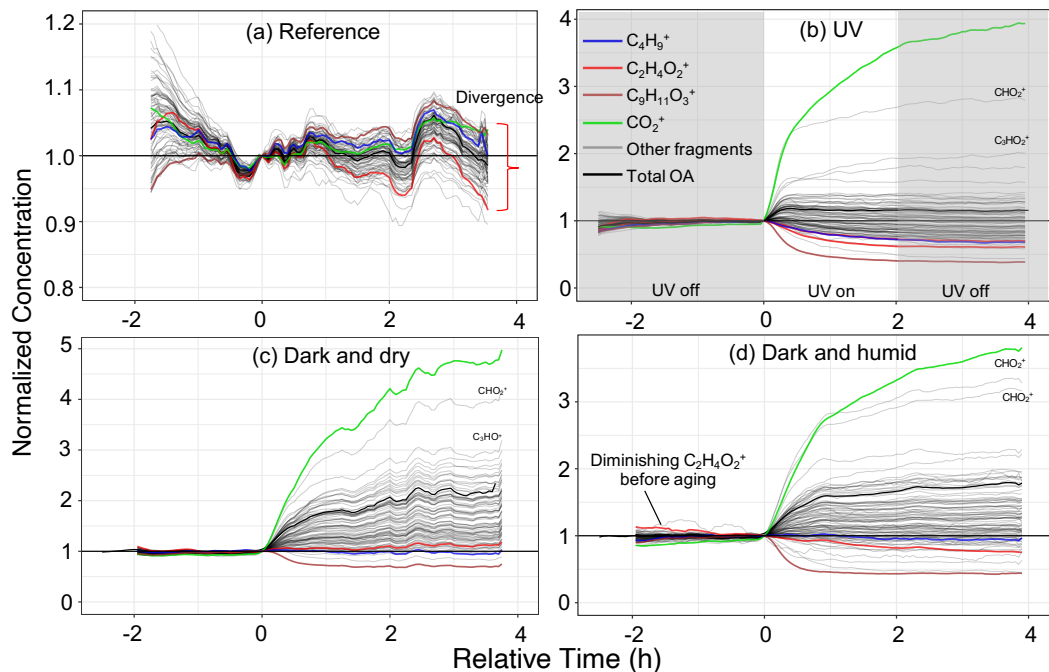 (a) Reference
1.2
1.1
1.0
0.9
0.8
Divergence
-2
0
2
4
(b) UV
4
3
2
1
0
C₄H₉⁺
C₂H₄O₂⁺
C₉H₁₁O₃⁺
CO₂⁺
Other fragments
Total OA
CHO₂⁺
C₃HO₂⁺
UV off
UV on
UV off
-2
0
2
4
Normalized Concentration
(c) Dark and dry
5
4
3
2
1
0
CHO₂⁺
C₃HO⁺
-2
0
2
4
(d) Dark and humid
4
3
2
1
0
CHO₂⁺
CHO₂⁺
Diminishing C₂H₄O₂⁺
before aging
-2
0
2
4
Relative Time (h)